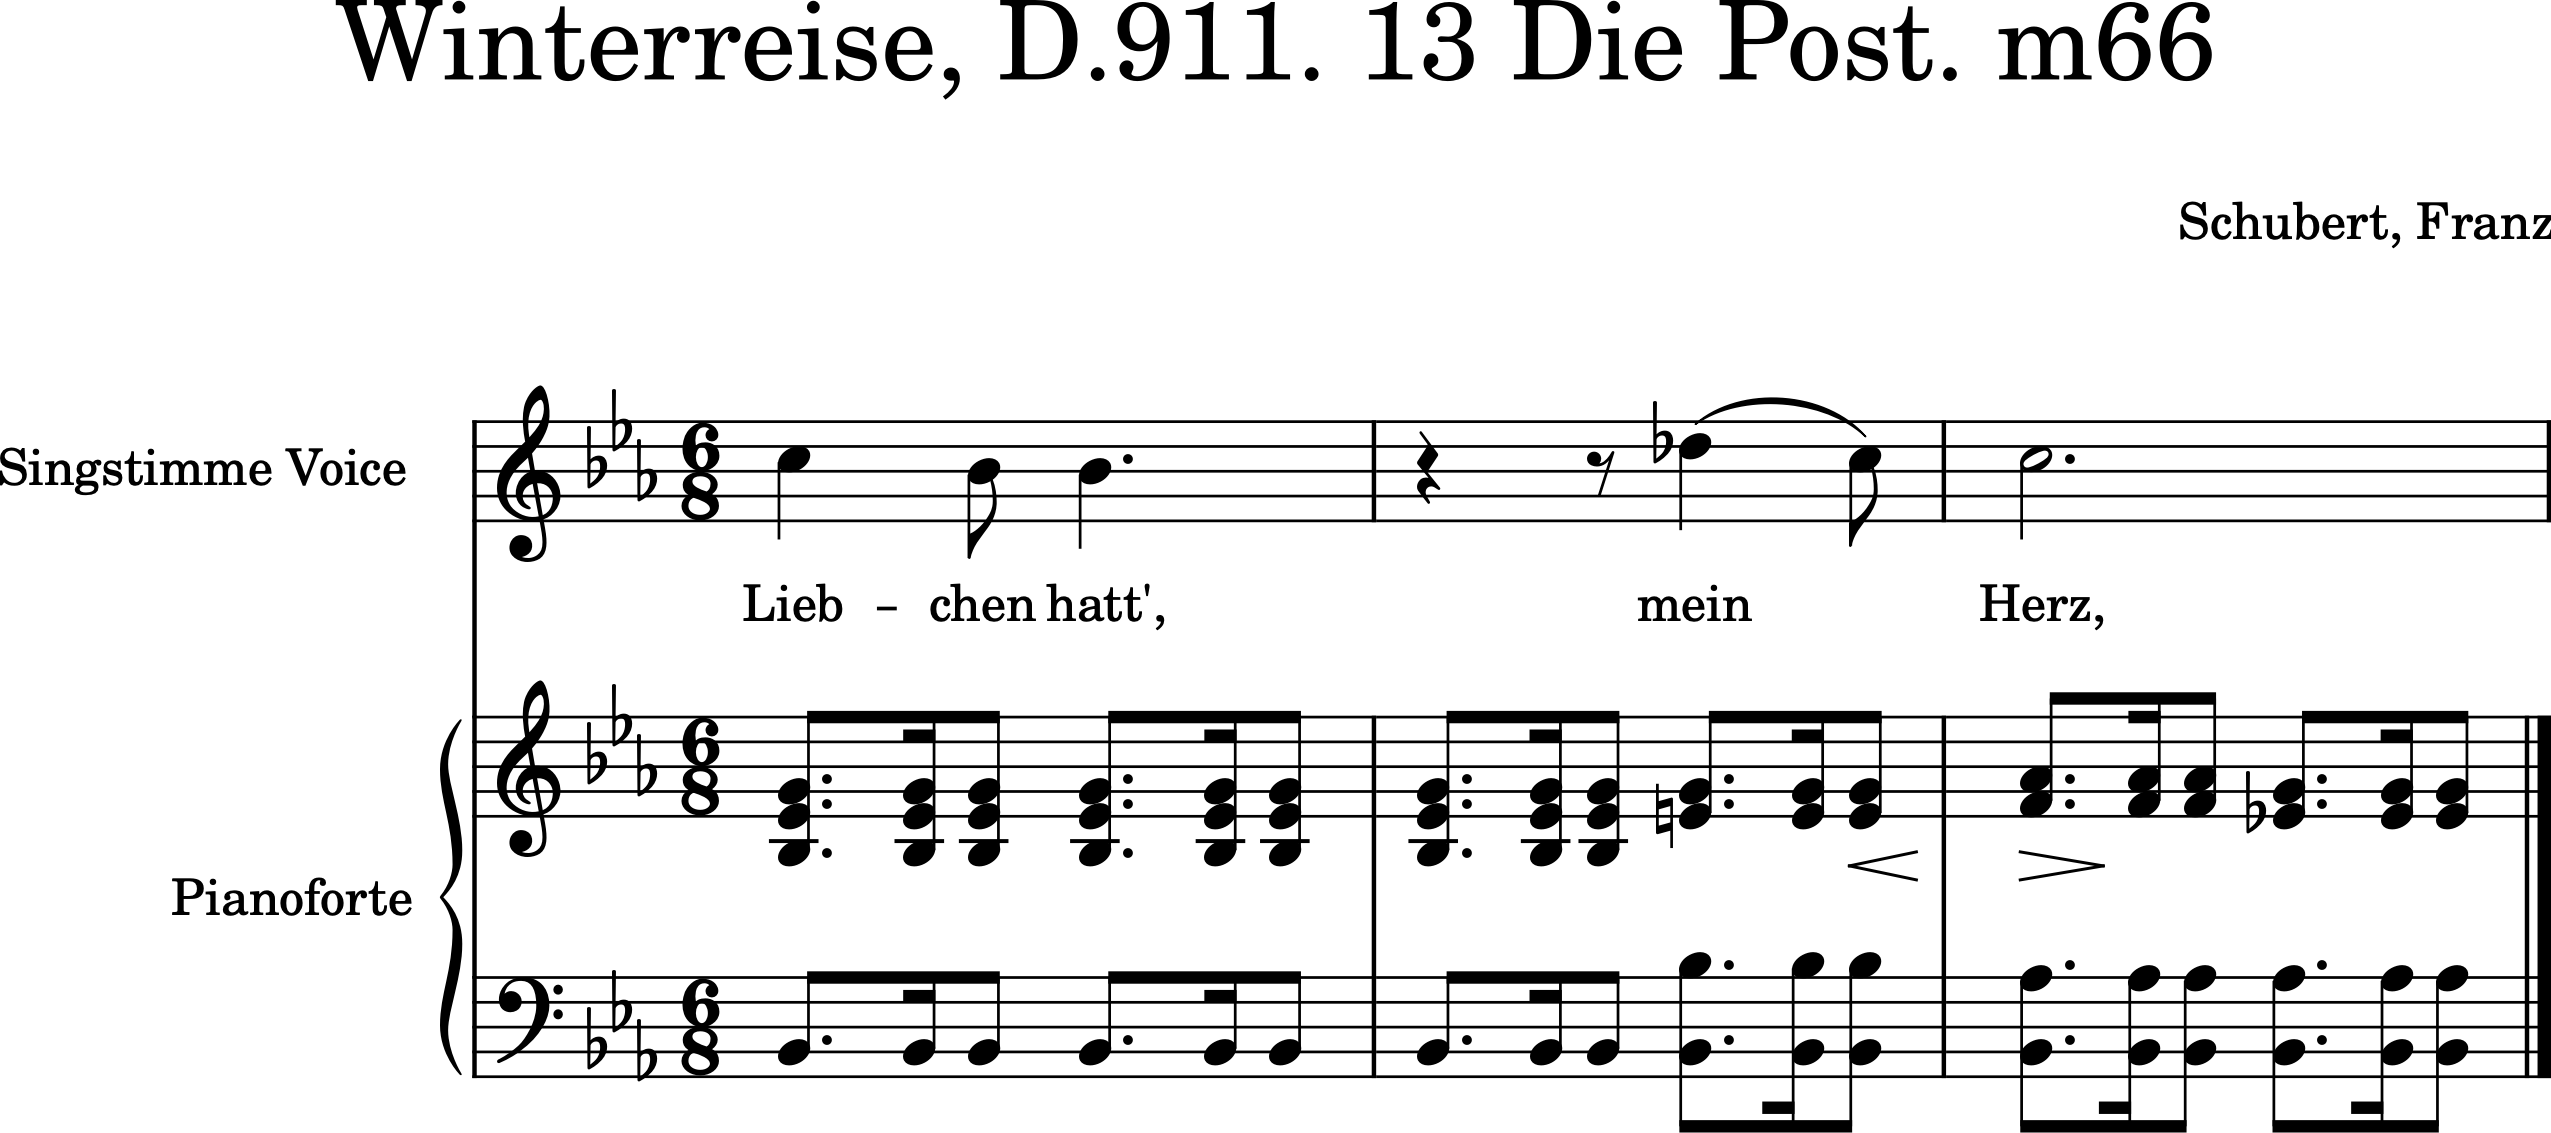 Winterreise, D.911. 13 Die Post. m66
Schubert, Franz
Singstimme Voice
Lieb - chen hatt', mein Herz,
Pianoforte